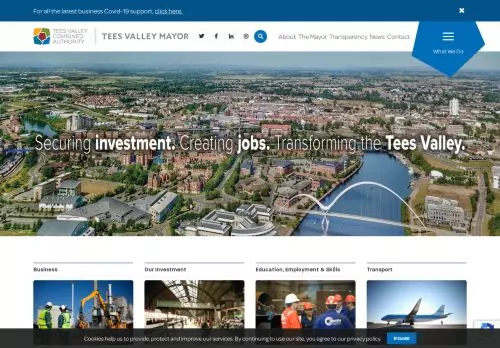 For all the latest business Covid-19 support, click here.
TEES VALLEY
COMBINED
AUTHORITY
TEES VALLEY MAYOR
About The Mayor Transparency News Contact
What We Do
Securing investment. Creating jobs. Transforming the Tees Valley.
Business
Our Investment
Education, Employment & Skills
Transport
Cookies help us to provide, protect and improve our services. By continuing to use our site, you agree to our privacy policy.
X CLOSE